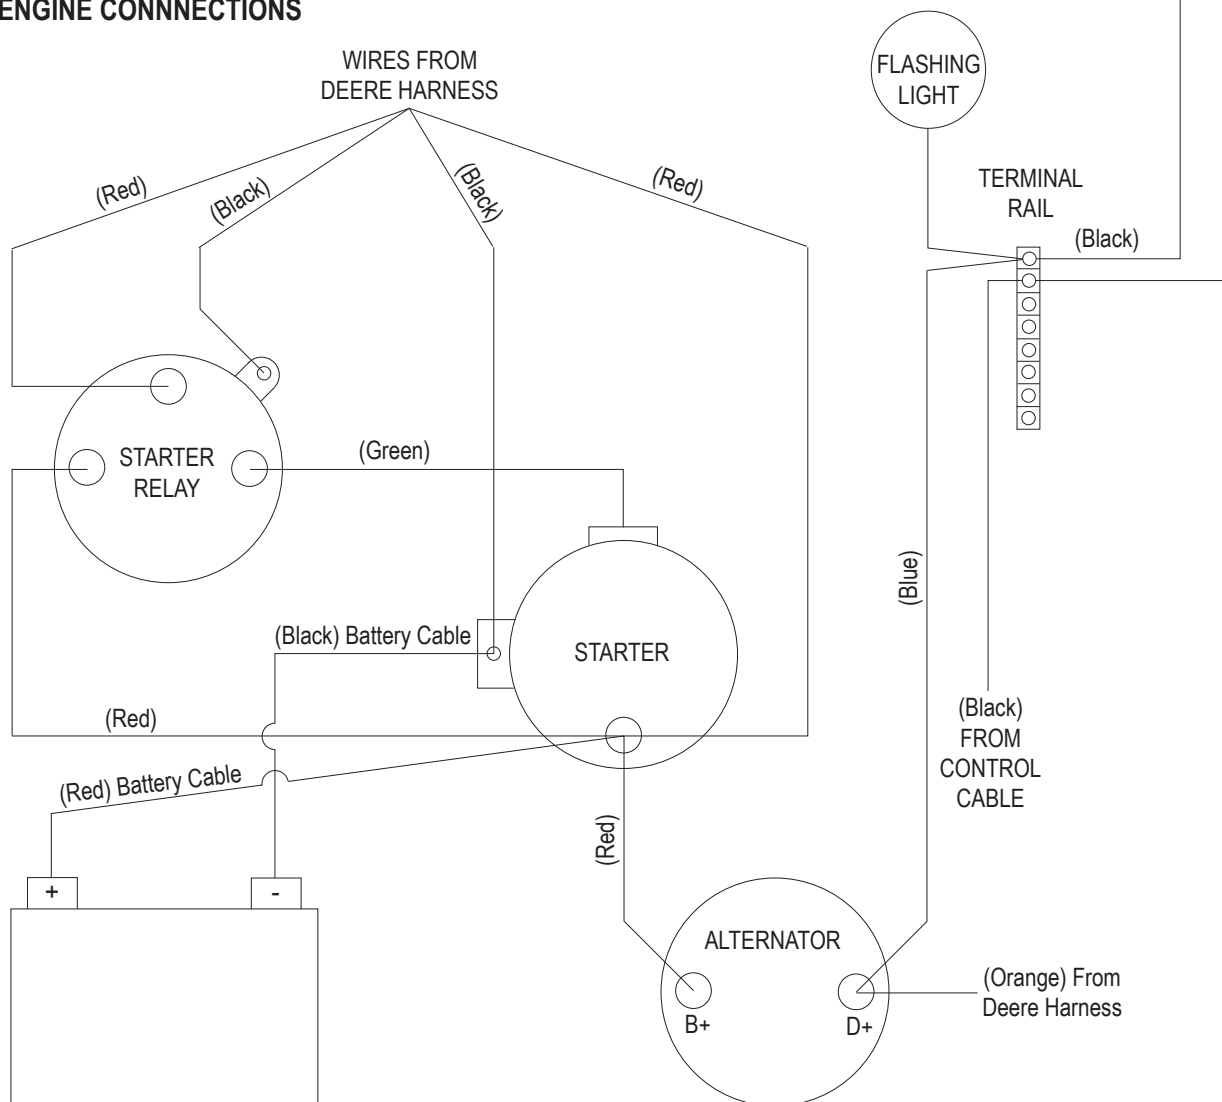 ENGINE CONNNECTIONS
WIRES FROM
DEERE HARNESS
FLASHING
LIGHT
TERMINAL
RAIL
(Red)
(Black)
(Black)
(Red)
(Black)
STARTER
RELAY
(Green)
(Blue)
(Black) Battery Cable
STARTER
(Red)
(Red) Battery Cable
(Black)
FROM
CONTROL
CABLE
(Red)
+
-
ALTERNATOR
B+
D+
(Orange) From
Deere Harness